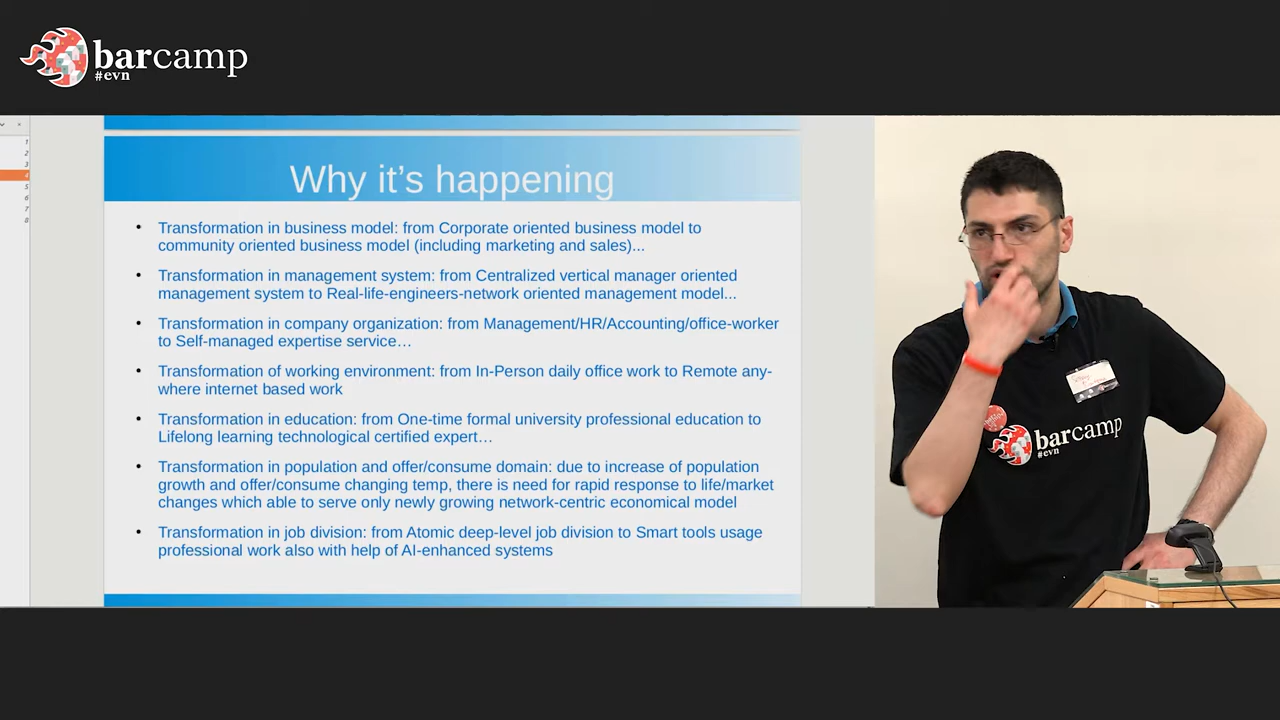 barcamp
#evn
1
2
3
4
5
6
7
8
Why it’s happening
• Transformation in business model: from Corporate oriented business model to
community oriented business model (including marketing and sales)...
• Transformation in management system: from Centralized vertical manager oriented
management system to Real-life-engineers-network oriented management model...
• Transformation in company organization: from Management/HR/Accounting/office-worker
to Self-managed expertise service…
• Transformation of working environment: from In-Person daily office work to Remote any-
where internet based work
• Transformation in education: from One-time formal university professional education to
Lifelong learning technological certified expert…
• Transformation in population and offer/consume domain: due to increase of population
growth and offer/consume changing temp, there is need for rapid response to life/market
changes which able to serve only newly growing network-centric economical model
• Transformation in job division: from Atomic deep-level job division to Smart tools usage
professional work also with help of AI-enhanced systems
barcamp
#evn